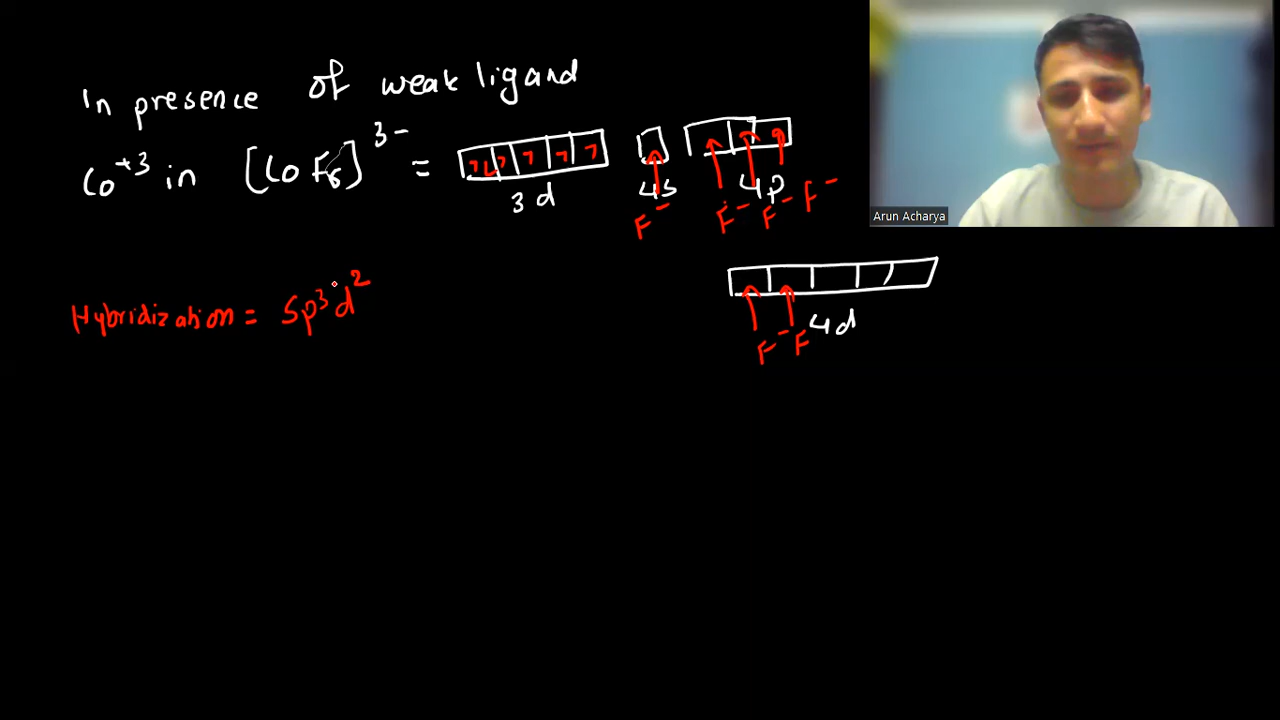 In presence of weak ligand
Co+3 in [CoF6]3- =
3d
4s
4p
F- F- F- F-
Hybridization = sp3d2
4d
F- F
Arun Acharya